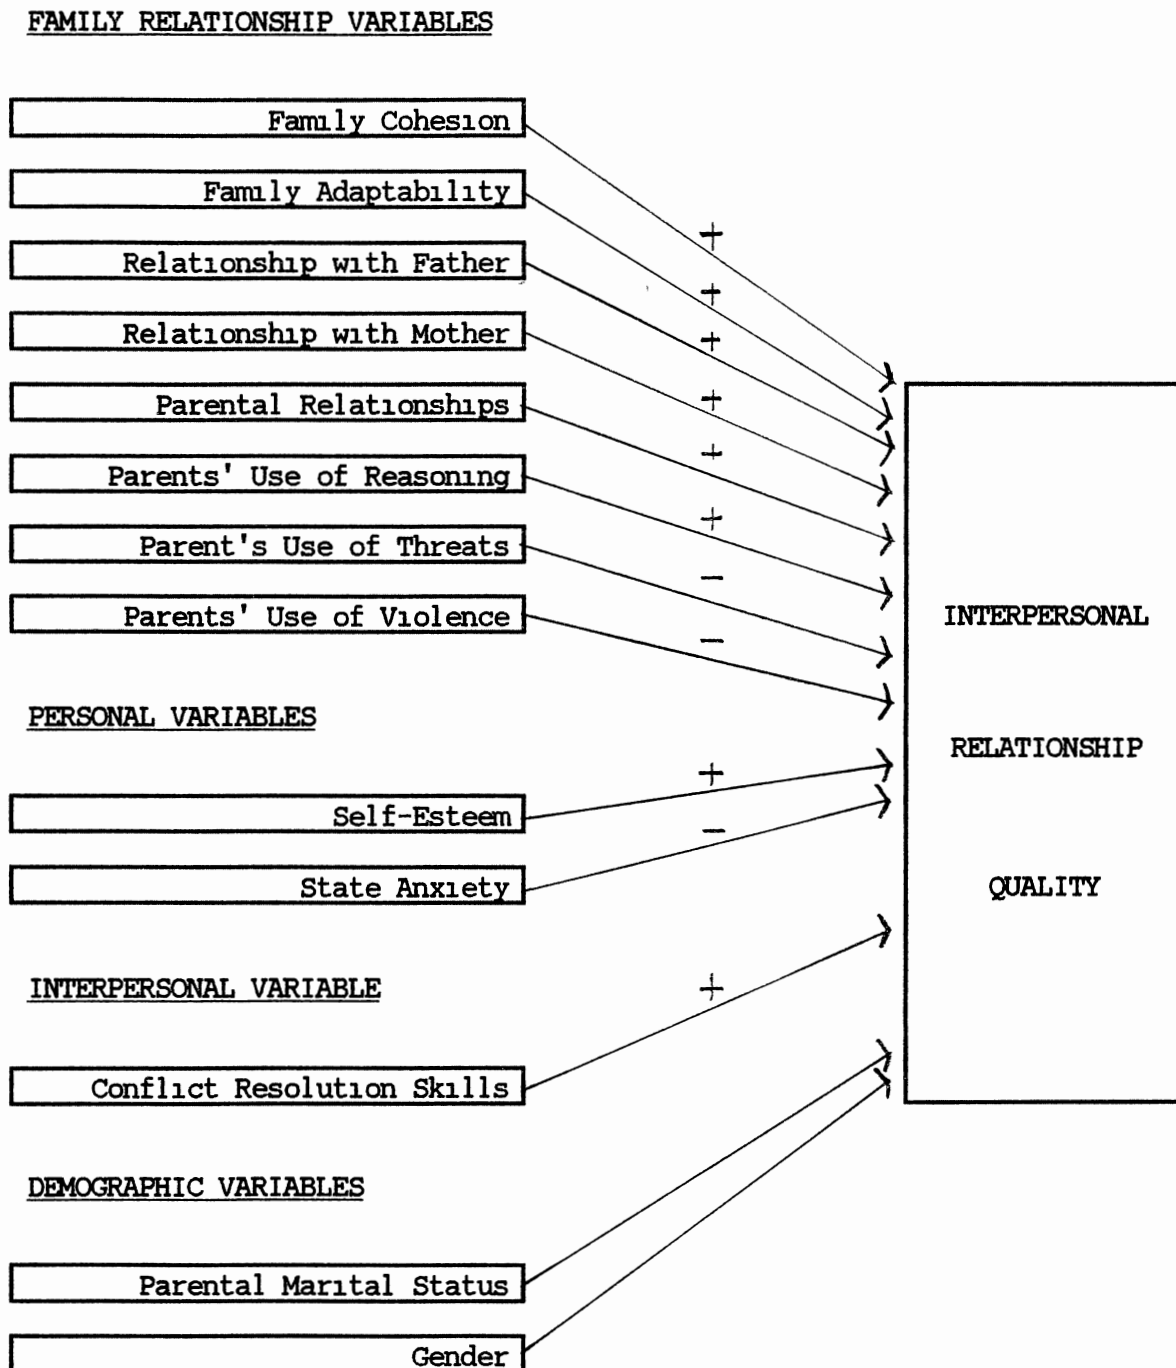 FAMILY RELATIONSHIP VARIABLES
Family Cohesion
Family Adaptability
Relationship with Father
Relationship with Mother
Parental Relationships
Parents' Use of Reasoning
Parent's Use of Threats
Parents' Use of Violence
+
+
+
+
+
+
−
−
PERSONAL VARIABLES
Self-Esteem
State Anxiety
+
−
INTERPERSONAL VARIABLE
Conflict Resolution Skills
+
DEMOGRAPHIC VARIABLES
Parental Marital Status
Gender
INTERPERSONAL
RELATIONSHIP
QUALITY